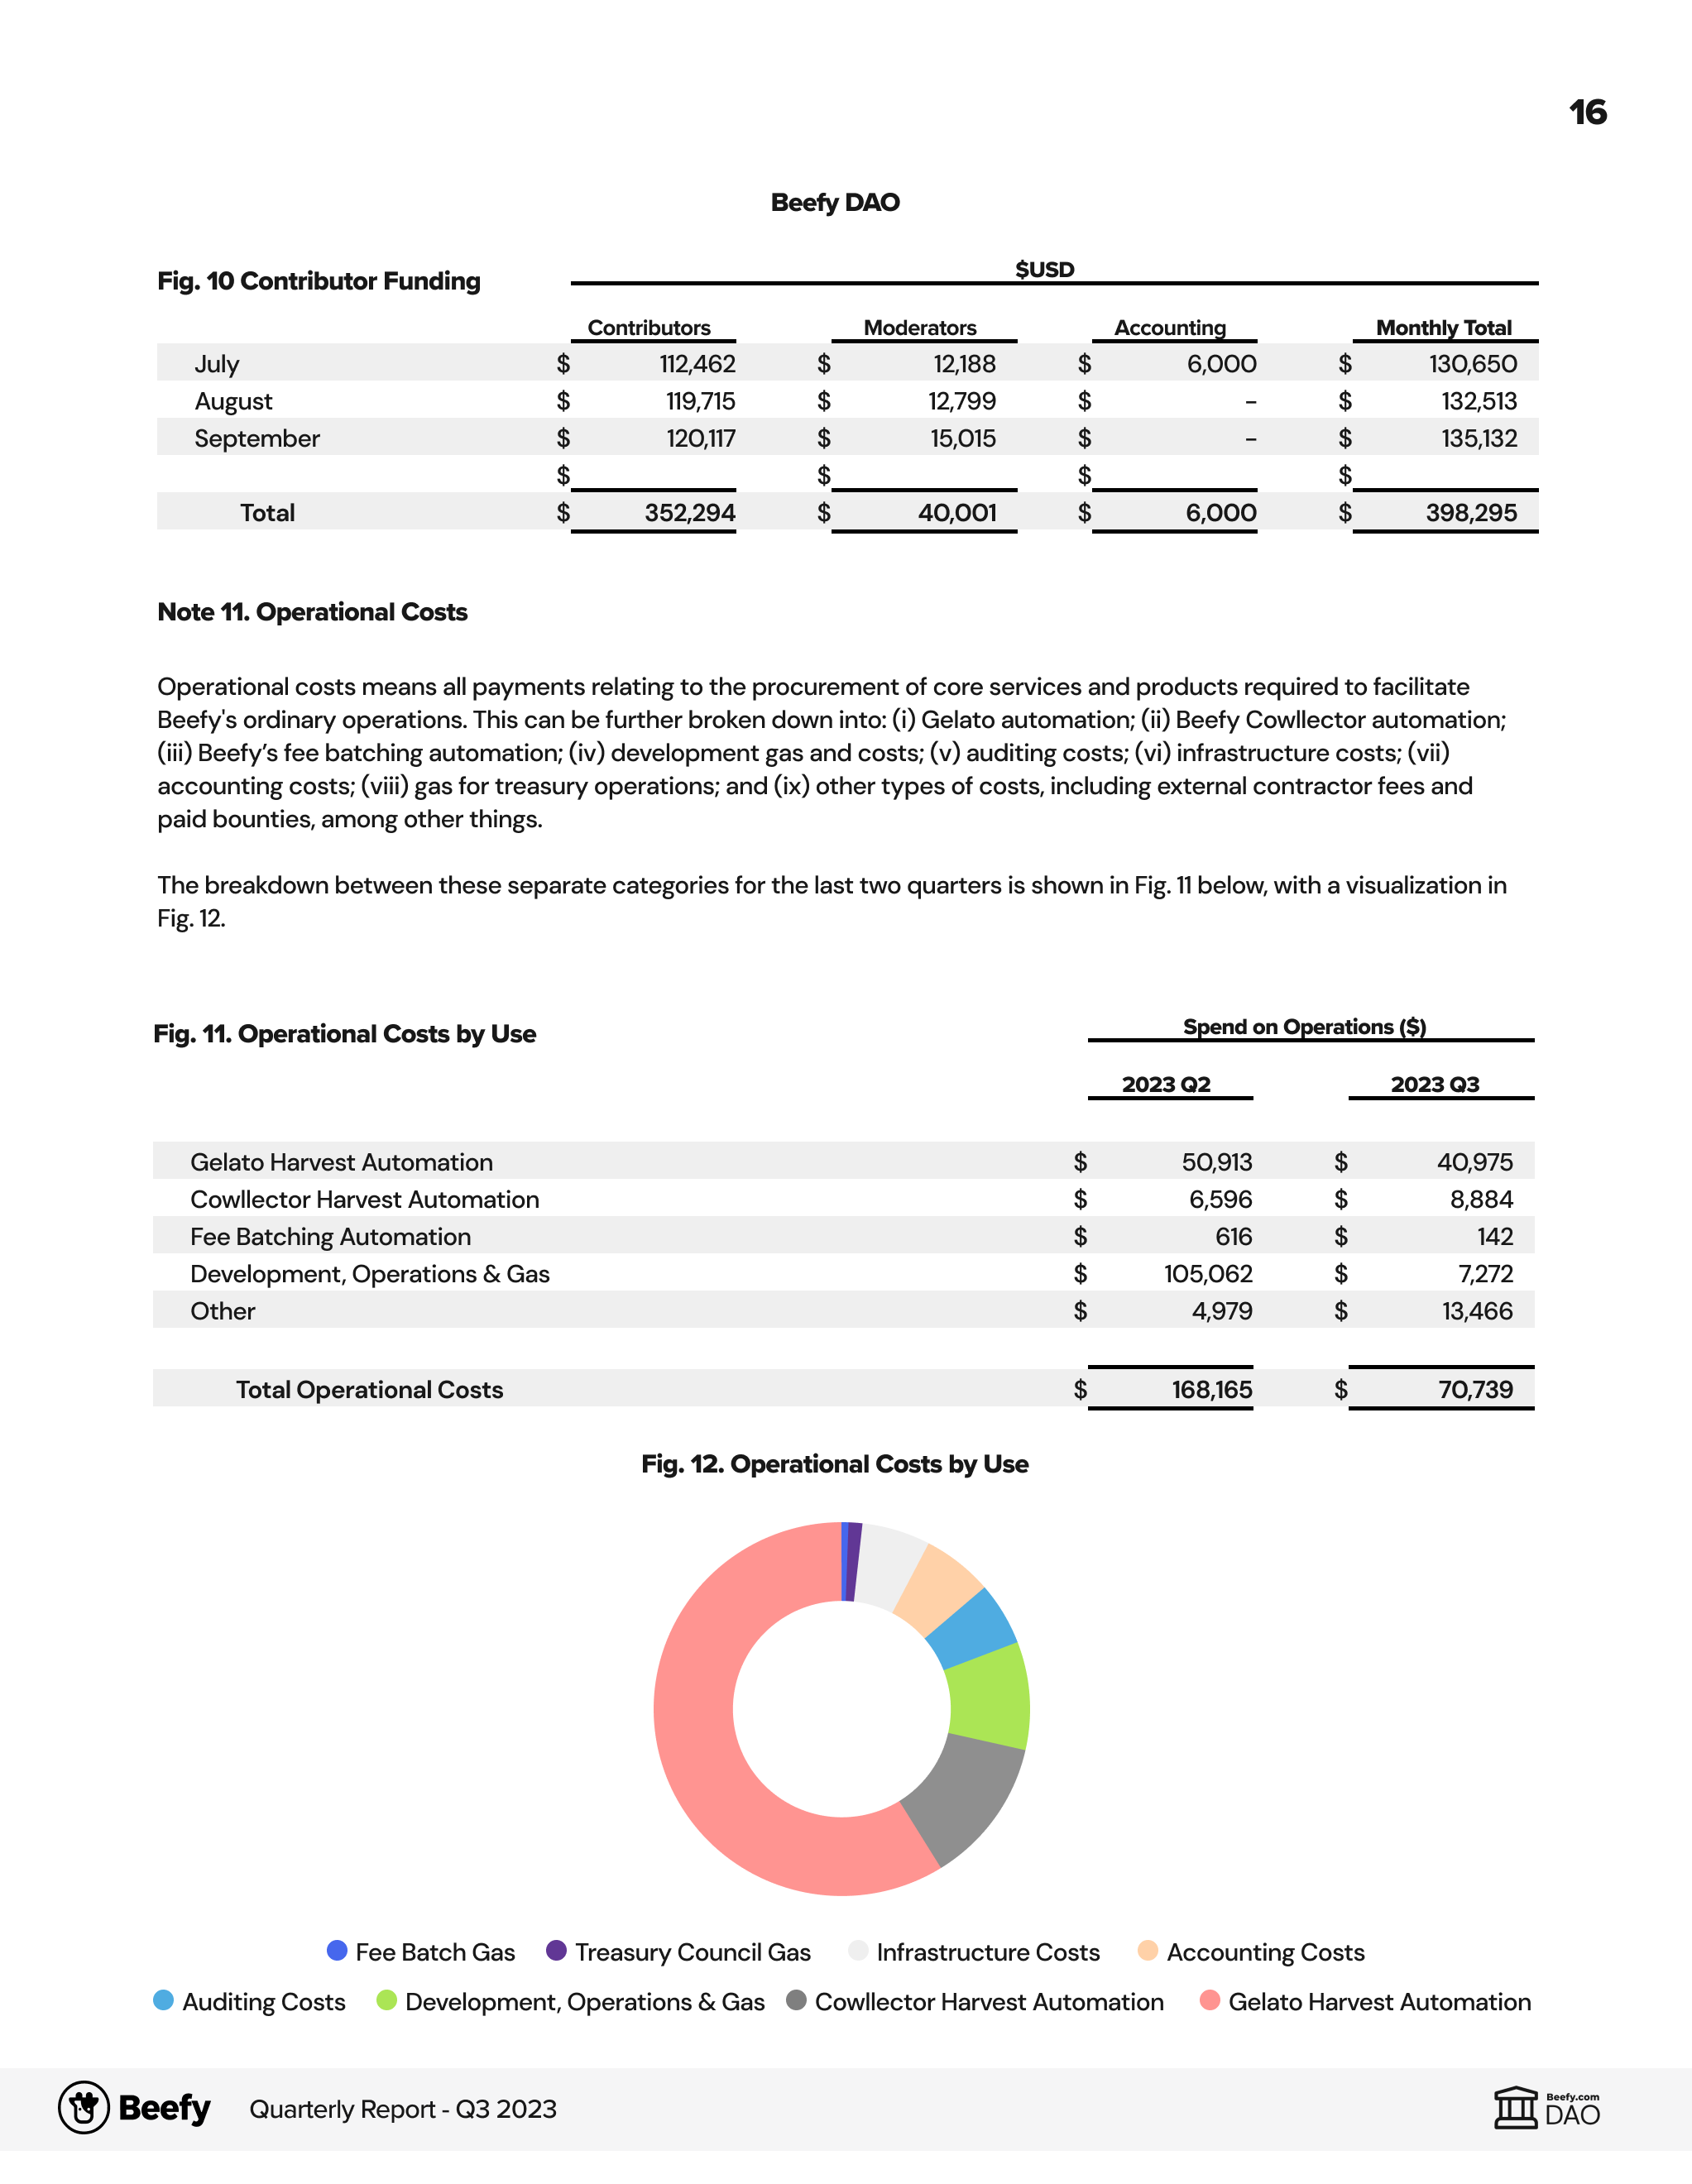 16
Beefy DAO
Fig. 10 Contributor Funding
$USD
Contributors Moderators Accounting Monthly Total
July $ 112,462 $ 12,188 $ 6,000 $ 130,650
August $ 119,715 $ 12,799 $ - $ 132,513
September $ 120,117 $ 15,015 $ - $ 135,132
$ $ $ $
Total $ 352,294 $ 40,001 $ 6,000 $ 398,295
Note 11. Operational Costs
Operational costs means all payments relating to the procurement of core services and products required to facilitate
Beefy's ordinary operations. This can be further broken down into: (i) Gelato automation; (ii) Beefy Cowllector automation;
(iii) Beefy’s fee batching automation; (iv) development gas and costs; (v) auditing costs; (vi) infrastructure costs; (vii)
accounting costs; (viii) gas for treasury operations; and (ix) other types of costs, including external contractor fees and
paid bounties, among other things.
The breakdown between these separate categories for the last two quarters is shown in Fig. 11 below, with a visualization in
Fig. 12.
Fig. 11. Operational Costs by Use
Spend on Operations ($)
2023 Q2 2023 Q3
Gelato Harvest Automation $ 50,913 $ 40,975
Cowllector Harvest Automation $ 6,596 $ 8,884
Fee Batching Automation $ 616 $ 142
Development, Operations & Gas $ 105,062 $ 7,272
Other $ 4,979 $ 13,466
Total Operational Costs $ 168,165 $ 70,739
Fig. 12. Operational Costs by Use
Fee Batch Gas Treasury Council Gas Infrastructure Costs Accounting Costs
Auditing Costs Development, Operations & Gas Cowllector Harvest Automation Gelato Harvest Automation
Beefy Quarterly Report - Q3 2023
Beefy.com
DAO